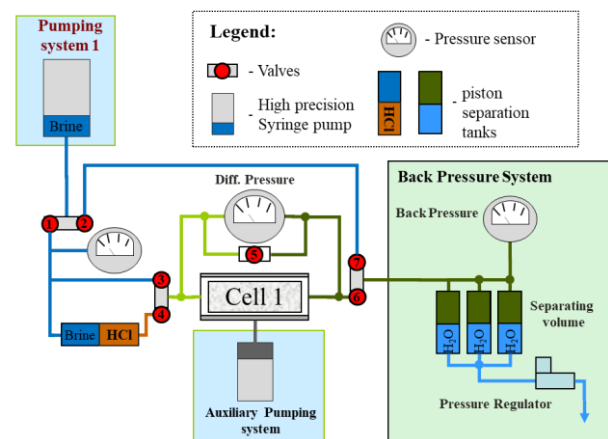 Pumping
system 1
Brine
Legend:
- Valves
- High precision
Syringe pump
- Pressure sensor
HCl
- piston
separation
tanks
Diff. Pressure
Back Pressure System
Back Pressure
1
2
3
4
5
6
7
Cell 1
Brine
HCl
Separating
volume
H2O
H2O
H2O
Auxiliary Pumping
system
Pressure Regulator